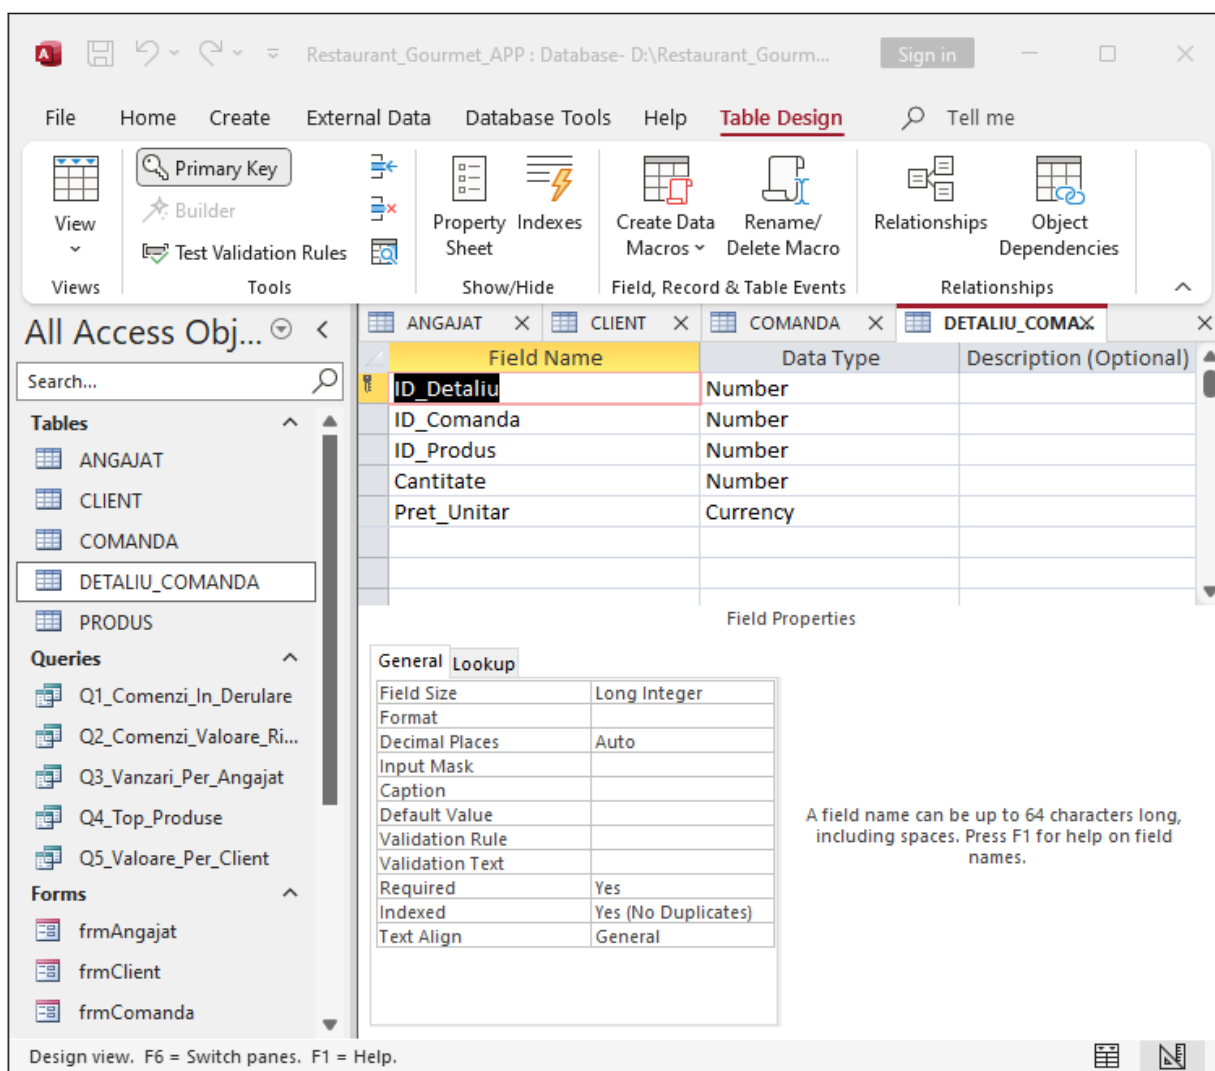 Restaurant_Gourmet_APP : Database- D:\Restaurant_Gourm...
Sign in
File Home Create External Data Database Tools Help Table Design Tell me
View
Views
Primary Key
Builder
Test Validation Rules
Tools
Property Sheet
Indexes
Show/Hide
Create Data Macros
Rename/ Delete Macro
Field, Record & Table Events
Relationships
Object Dependencies
Relationships
All Access Obj...
Search...
Tables
ANGAJAT
CLIENT
COMANDA
DETALIU_COMANDA
PRODUS
Queries
Q1_Comenzi_In_Derulare
Q2_Comenzi_Valoare_Ri...
Q3_Vanzari_Per_Angajat
Q4_Top_Produse
Q5_Valoare_Per_Client
Forms
frmAngajat
frmClient
frmComanda
ANGAJAT CLIENT COMANDA DETALIU_COMA
Field Name Data Type Description (Optional)
ID_Detaliu Number
ID_Comanda Number
ID_Produs Number
Cantitate Number
Pret_Unitar Currency
Field Properties
General Lookup
Field Size Long Integer
Format
Decimal Places Auto
Input Mask
Caption
Default Value
Validation Rule
Validation Text
Required Yes
Indexed Yes (No Duplicates)
Text Align General
A field name can be up to 64 characters long,
including spaces. Press F1 for help on field
names.
Design view. F6 = Switch panes. F1 = Help.